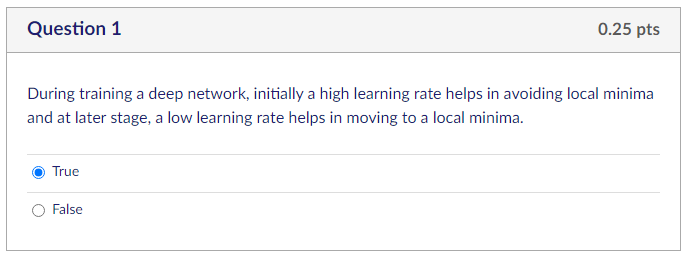 Question 1
0.25 pts
During training a deep network, initially a high learning rate helps in avoiding local minima
and at later stage, a low learning rate helps in moving to a local minima.
True
False